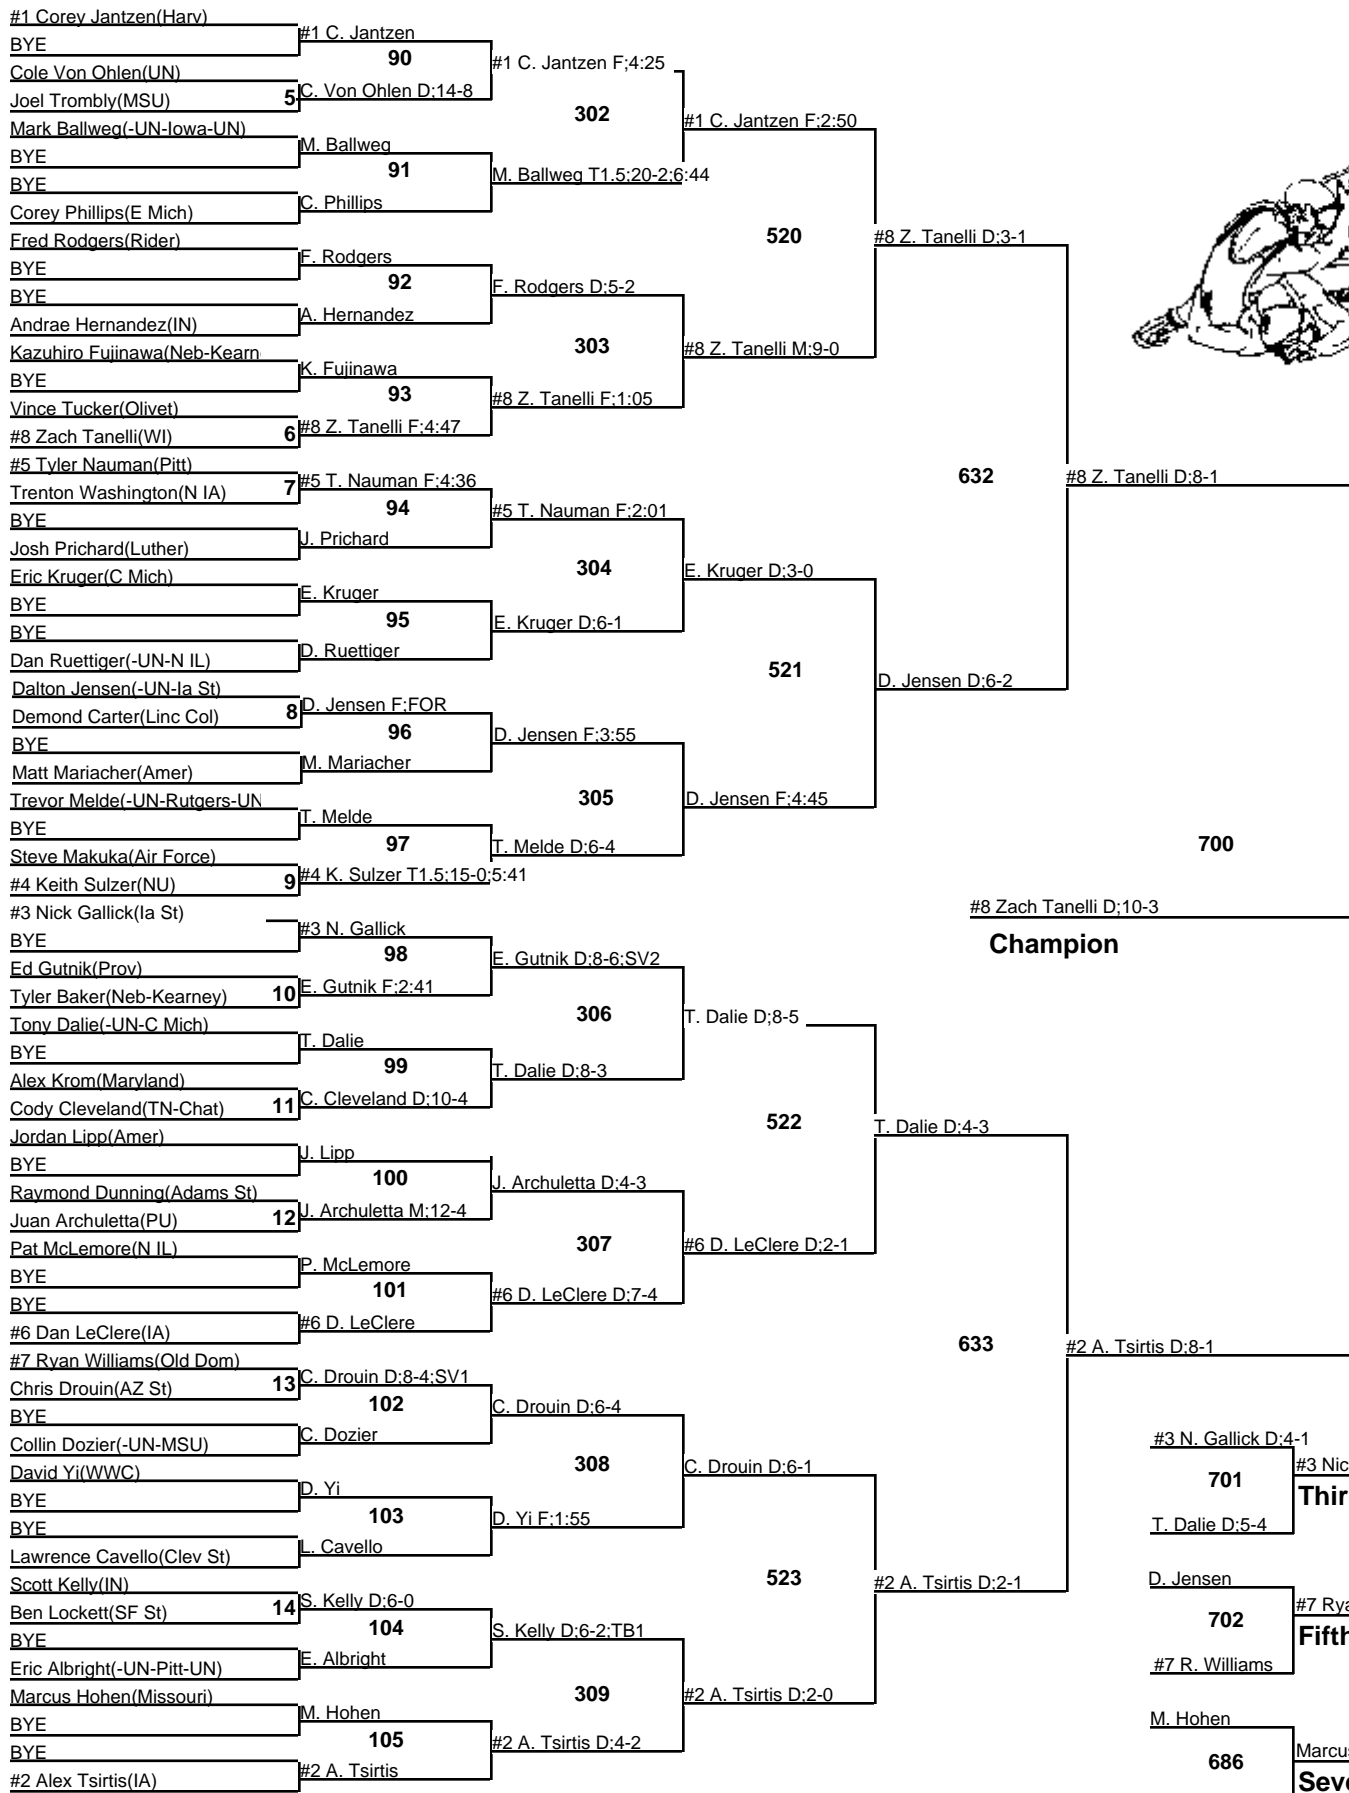 #1 Corey Jantzen(Harv)
BYE
Cole Von Ohlen(UN)
Joel Trombly(MSU)
Mark Ballweg(-UN-Iowa-UN)
BYE
BYE
Corey Phillips(E Mich)
Fred Rodgers(Rider)
BYE
BYE
Andrae Hernandez(IN)
Kazuhiro Fujinawa(Neb-Kearn
BYE
Vince Tucker(Olivet)
#8 Zach Tanelli(WI)
#5 Tyler Nauman(Pitt)
Trenton Washington(N IA)
BYE
Josh Prichard(Luther)
Eric Kruger(C Mich)
BYE
BYE
Dan Ruettiger(-UN-N IL)
Dalton Jensen(-UN-Ia St)
Demond Carter(Linc Col)
BYE
Matt Mariacher(Amer)
Trevor Melde(-UN-Rutgers-UN
BYE
Steve Makuka(Air Force)
#4 Keith Sulzer(NU)
#3 Nick Gallick(Ia St)
BYE
Ed Gutnik(Prov)
Tyler Baker(Neb-Kearney)
Tony Dalie(-UN-C Mich)
BYE
Alex Krom(Maryland)
Cody Cleveland(TN-Chat)
Jordan Lipp(Amer)
BYE
Raymond Dunning(Adams St)
Juan Archuletta(PU)
Pat McLemore(N IL)
BYE
BYE
#6 Dan LeClere(IA)
#7 Ryan Williams(Old Dom)
Chris Drouin(AZ St)
BYE
Collin Dozier(-UN-MSU)
David Yi(WWC)
BYE
BYE
Lawrence Cavello(Clev St)
Scott Kelly(IN)
Ben Lockett(SF St)
BYE
Eric Albright(-UN-Pitt-UN)
Marcus Hohen(Missouri)
BYE
BYE
#2 Alex Tsirtis(IA)
5
6
7
8
9
10
11
12
13
14
#1 C. Jantzen
90
C. Von Ohlen D;14-8
M. Ballweg
91
C. Phillips
F. Rodgers
92
A. Hernandez
K. Fujinawa
93
#8 Z. Tanelli F;4:47
#5 T. Nauman F;4:36
94
J. Prichard
E. Kruger
95
D. Ruettiger
D. Jensen F;FOR
96
M. Mariacher
T. Melde
97
#4 K. Sulzer T1.5;15-0;5:41
#3 N. Gallick
98
E. Gutnik F;2:41
T. Dalie
99
C. Cleveland D;10-4
J. Lipp
100
J. Archuletta M;12-4
P. McLemore
101
#6 D. LeClere
C. Drouin D;8-4;SV1
102
C. Dozier
D. Yi
103
L. Cavello
S. Kelly D;6-0
104
E. Albright
M. Hohen
105
#2 A. Tsirtis
#1 C. Jantzen F;4:25
302
M. Ballweg T1.5;20-2;6:44
F. Rodgers D;5-2
303
#8 Z. Tanelli F;1:05
#5 T. Nauman F;2:01
304
E. Kruger D;6-1
D. Jensen F;3:55
305
T. Melde D;6-4
E. Gutnik D;8-6;SV2
306
T. Dalie D;8-3
J. Archuletta D;4-3
307
#6 D. LeClere D;7-4
C. Drouin D;6-4
308
D. Yi F;1:55
S. Kelly D;6-2;TB1
309
#2 A. Tsirtis D;4-2
#1 C. Jantzen F;2:50
520
#8 Z. Tanelli M;9-0
E. Kruger D;3-0
521
D. Jensen F;4:45
T. Dalie D;8-5
522
#6 D. LeClere D;2-1
C. Drouin D;6-1
523
#2 A. Tsirtis D;2-0
#8 Z. Tanelli D;3-1
632
D. Jensen D;6-2
T. Dalie D;4-3
633
#2 A. Tsirtis D;2-1
#8 Z. Tanelli D;8-1
700
#2 A. Tsirtis D;8-1
#8 Zach Tanelli D;10-3
Champion
#3 N. Gallick D;4-1
701
T. Dalie D;5-4
#3 Nic
Thir
D. Jensen
702
#7 R. Williams
#7 Rya
Fifth
M. Hohen
686
Marcus
Seve